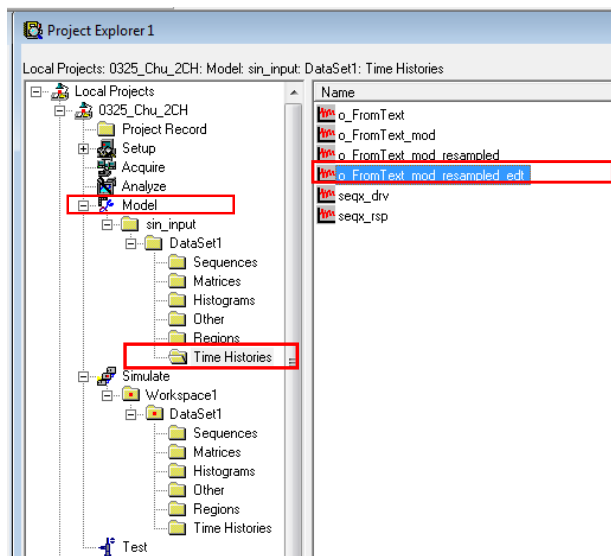 Project Explorer 1
Local Projects: 0325_Chu_2CH: Model: sin_input: DataSet1: Time Histories
Local Projects
0325_Chu_2CH
Project Record
Setup
Acquire
Analyze
Model
sin_input
DataSet1
Sequences
Matrices
Histograms
Other
Regions
Time Histories
Simulate
Workspace1
DataSet1
Sequences
Matrices
Histograms
Other
Regions
Time Histories
Test
Name
o_FromText
o_FromText_mod
o_FromText_mod_resampled
o_FromText_mod_resampled_edt
seqx_drv
seqx_rsp